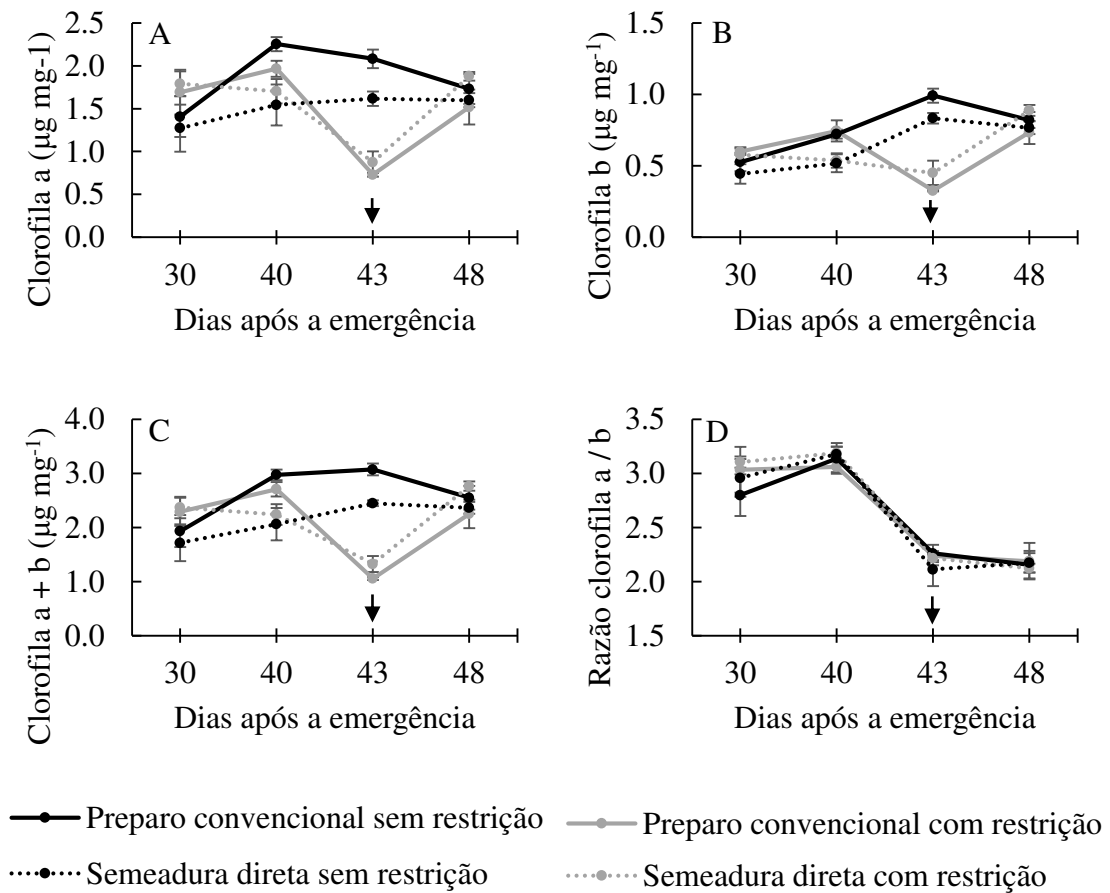 A
Clorofila a (µg mg-1)
2.5
2.0
1.5
1.0
0.5
0.0
30 40 43 48
Dias após a emergência
B
Clorofila b (µg mg⁻¹)
1.5
1.0
0.5
0.0
30 40 43 48
Dias após a emergência
C
Clorofila a + b (µg mg⁻¹)
4.0
3.0
2.0
1.0
0.0
30 40 43 48
Dias após a emergência
D
Razão clorofila a / b
3.5
3.0
2.5
2.0
1.5
30 40 43 48
Dias após a emergência
Preparo convencional sem restrição
Preparo convencional com restrição
Semeadura direta sem restrição
Semeadura direta com restrição